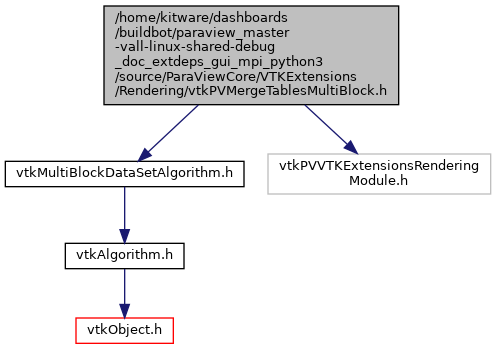 /home/kitware/dashboards
/buildbot/paraview_master
-vall-linux-shared-debug
_doc_extdeps_gui_mpi_python3
/source/ParaViewCore/VTKExtensions
/Rendering/vtkPVMergeTablesMultiBlock.h
vtkMultiBlockDataSetAlgorithm.h
vtkPVVTKExtensionsRendering
Module.h
vtkAlgorithm.h
vtkObject.h